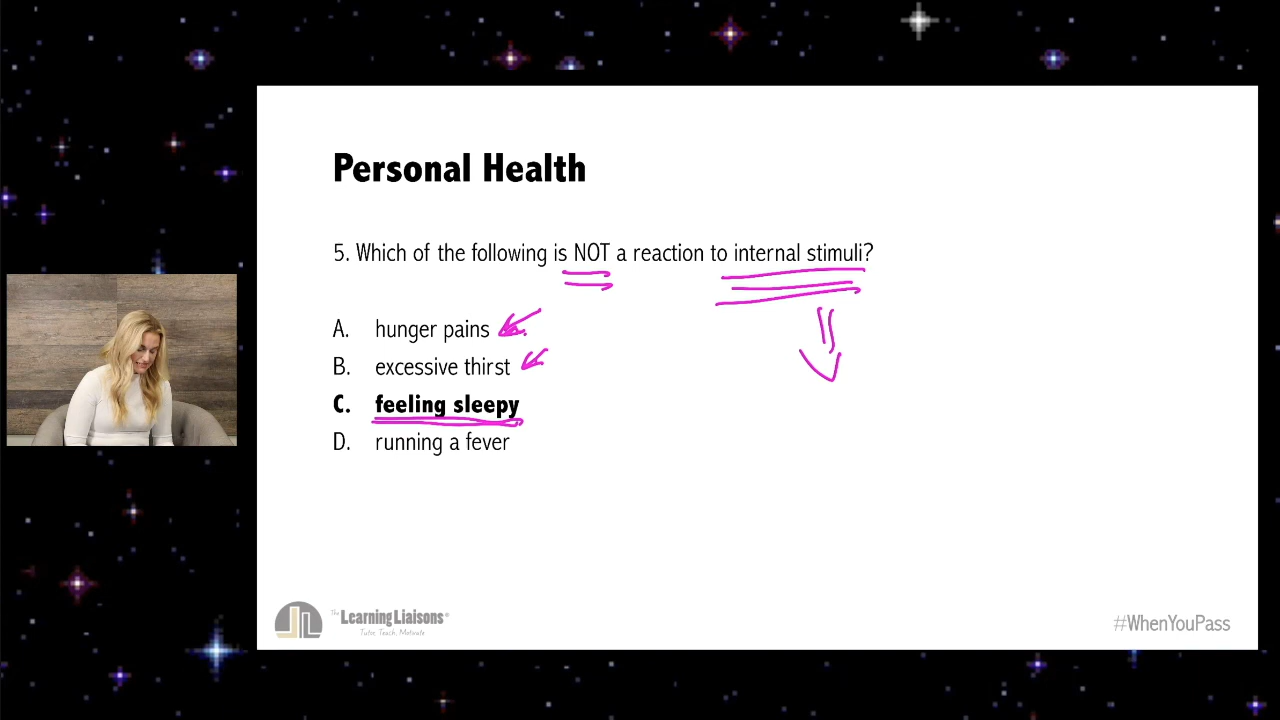 Personal Health
5. Which of the following is NOT a reaction to internal stimuli?
A. hunger pains
B. excessive thirst
C. feeling sleepy
D. running a fever
The Learning Liaisons®
Tutor, Teach, Motivate
#WhenYouPass